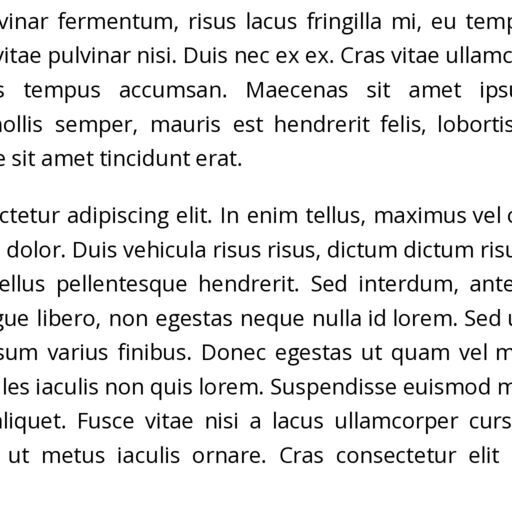 vinar fermentum, risus lacus fringilla mi, eu temp
vitae pulvinar nisi. Duis nec ex ex. Cras vitae ullamc
s tempus accumsan. Maecenas sit amet ipsu
mollis semper, mauris est hendrerit felis, lobortis
e sit amet tincidunt erat.
ctetur adipiscing elit. In enim tellus, maximus vel
dolor. Duis vehicula risus risus, dictum dictum risu
ellus pellentesque hendrerit. Sed interdum, ante
gue libero, non egestas neque nulla id lorem. Sed
sum varius finibus. Donec egestas ut quam vel m
les iaculis non quis lorem. Suspendisse euismod m
aliquet. Fusce vitae nisi a lacus ullamcorper curs
ut metus iaculis ornare. Cras consectetur elit